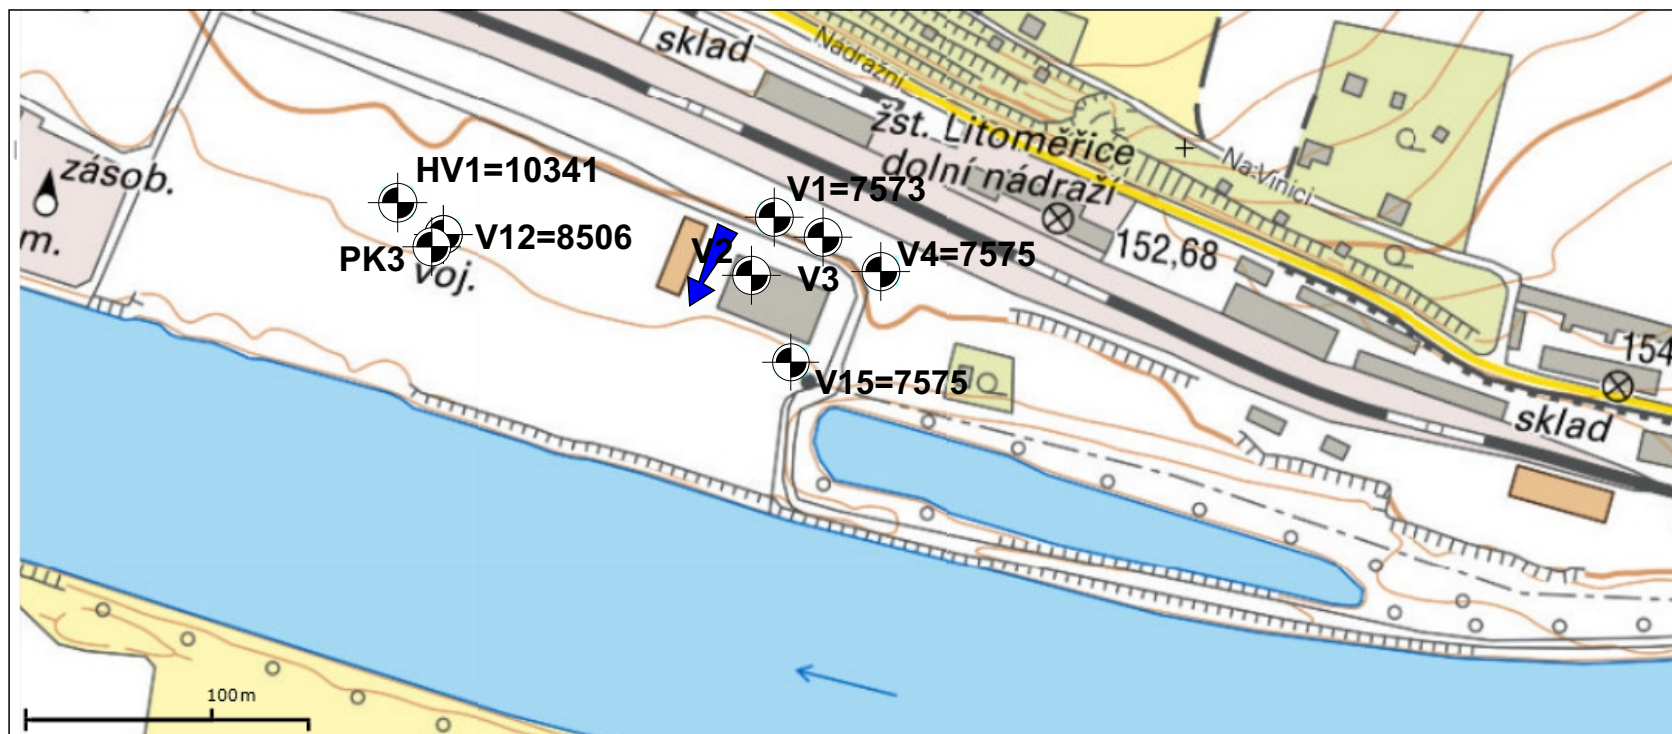 sklad
Nádražní
žst. Litoměřice
dolní nádraží
Na Vinici
zásob.
m.
HV1=10341
V1=7573
V12=8506
PK3
voj.
V2
V3
V4=7575
152,68
154
V15=7575
sklad
100m